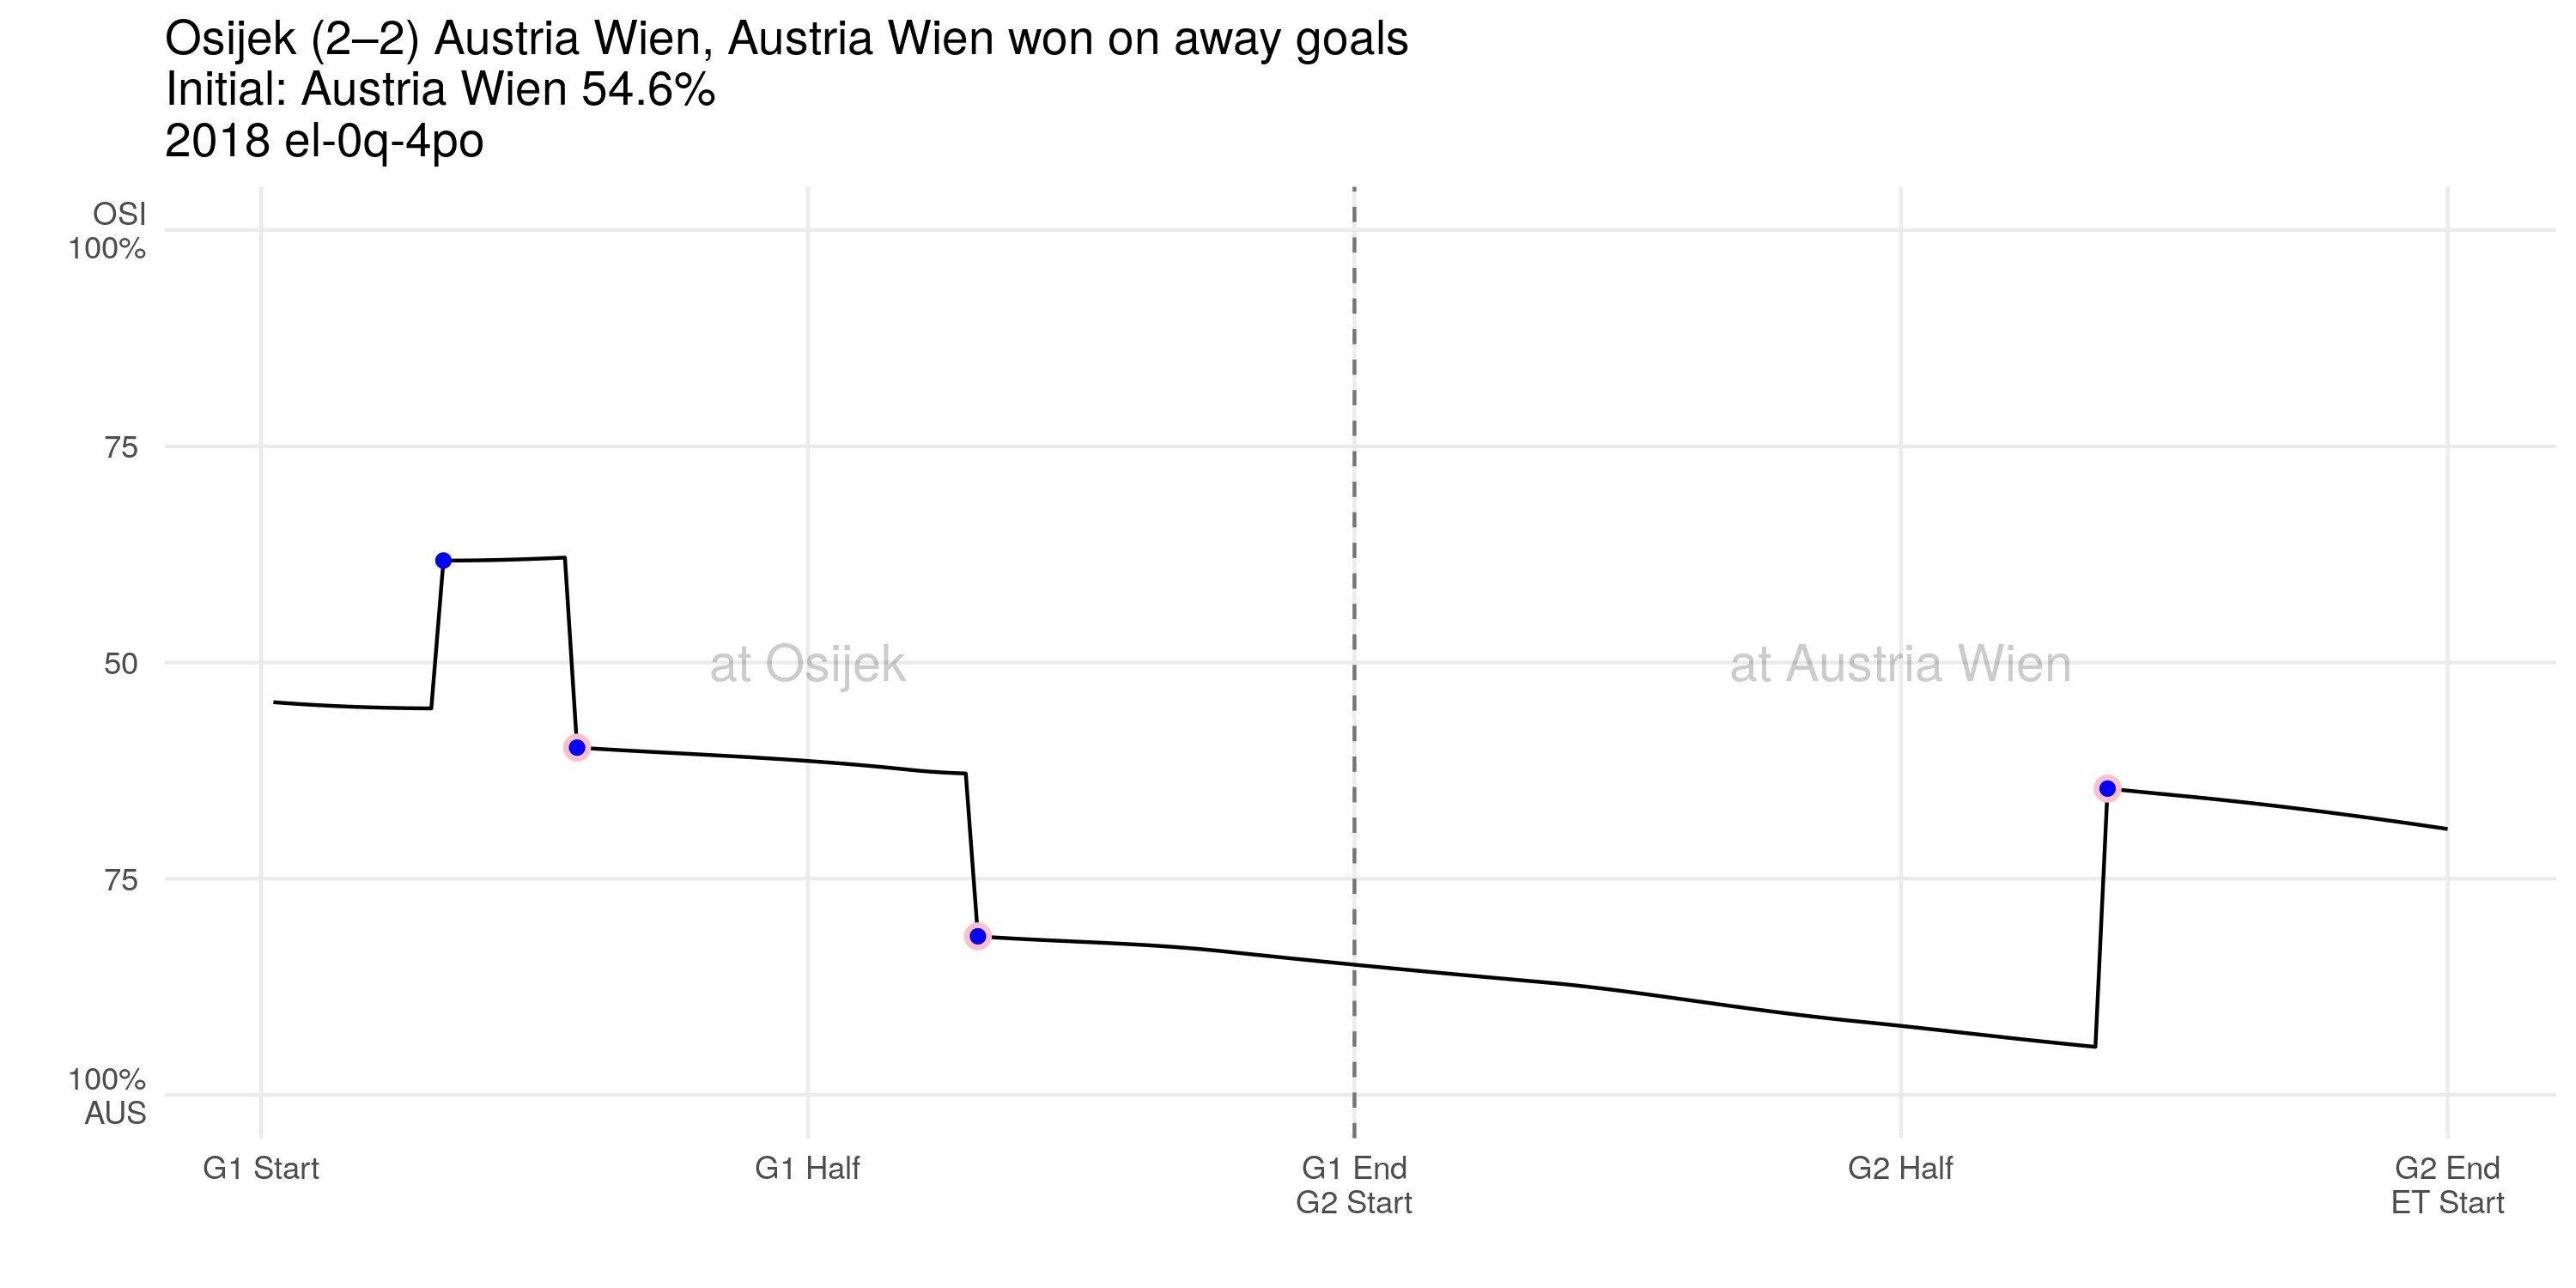 Osijek (2–2) Austria Wien, Austria Wien won on away goals
Initial: Austria Wien 54.6%
2018 el-0q-4po
OSI
100%
75
50
75
100%
AUS
at Osijek
at Austria Wien
G1 Start
G1 Half
G1 End
G2 Start
G2 Half
G2 End
ET Start